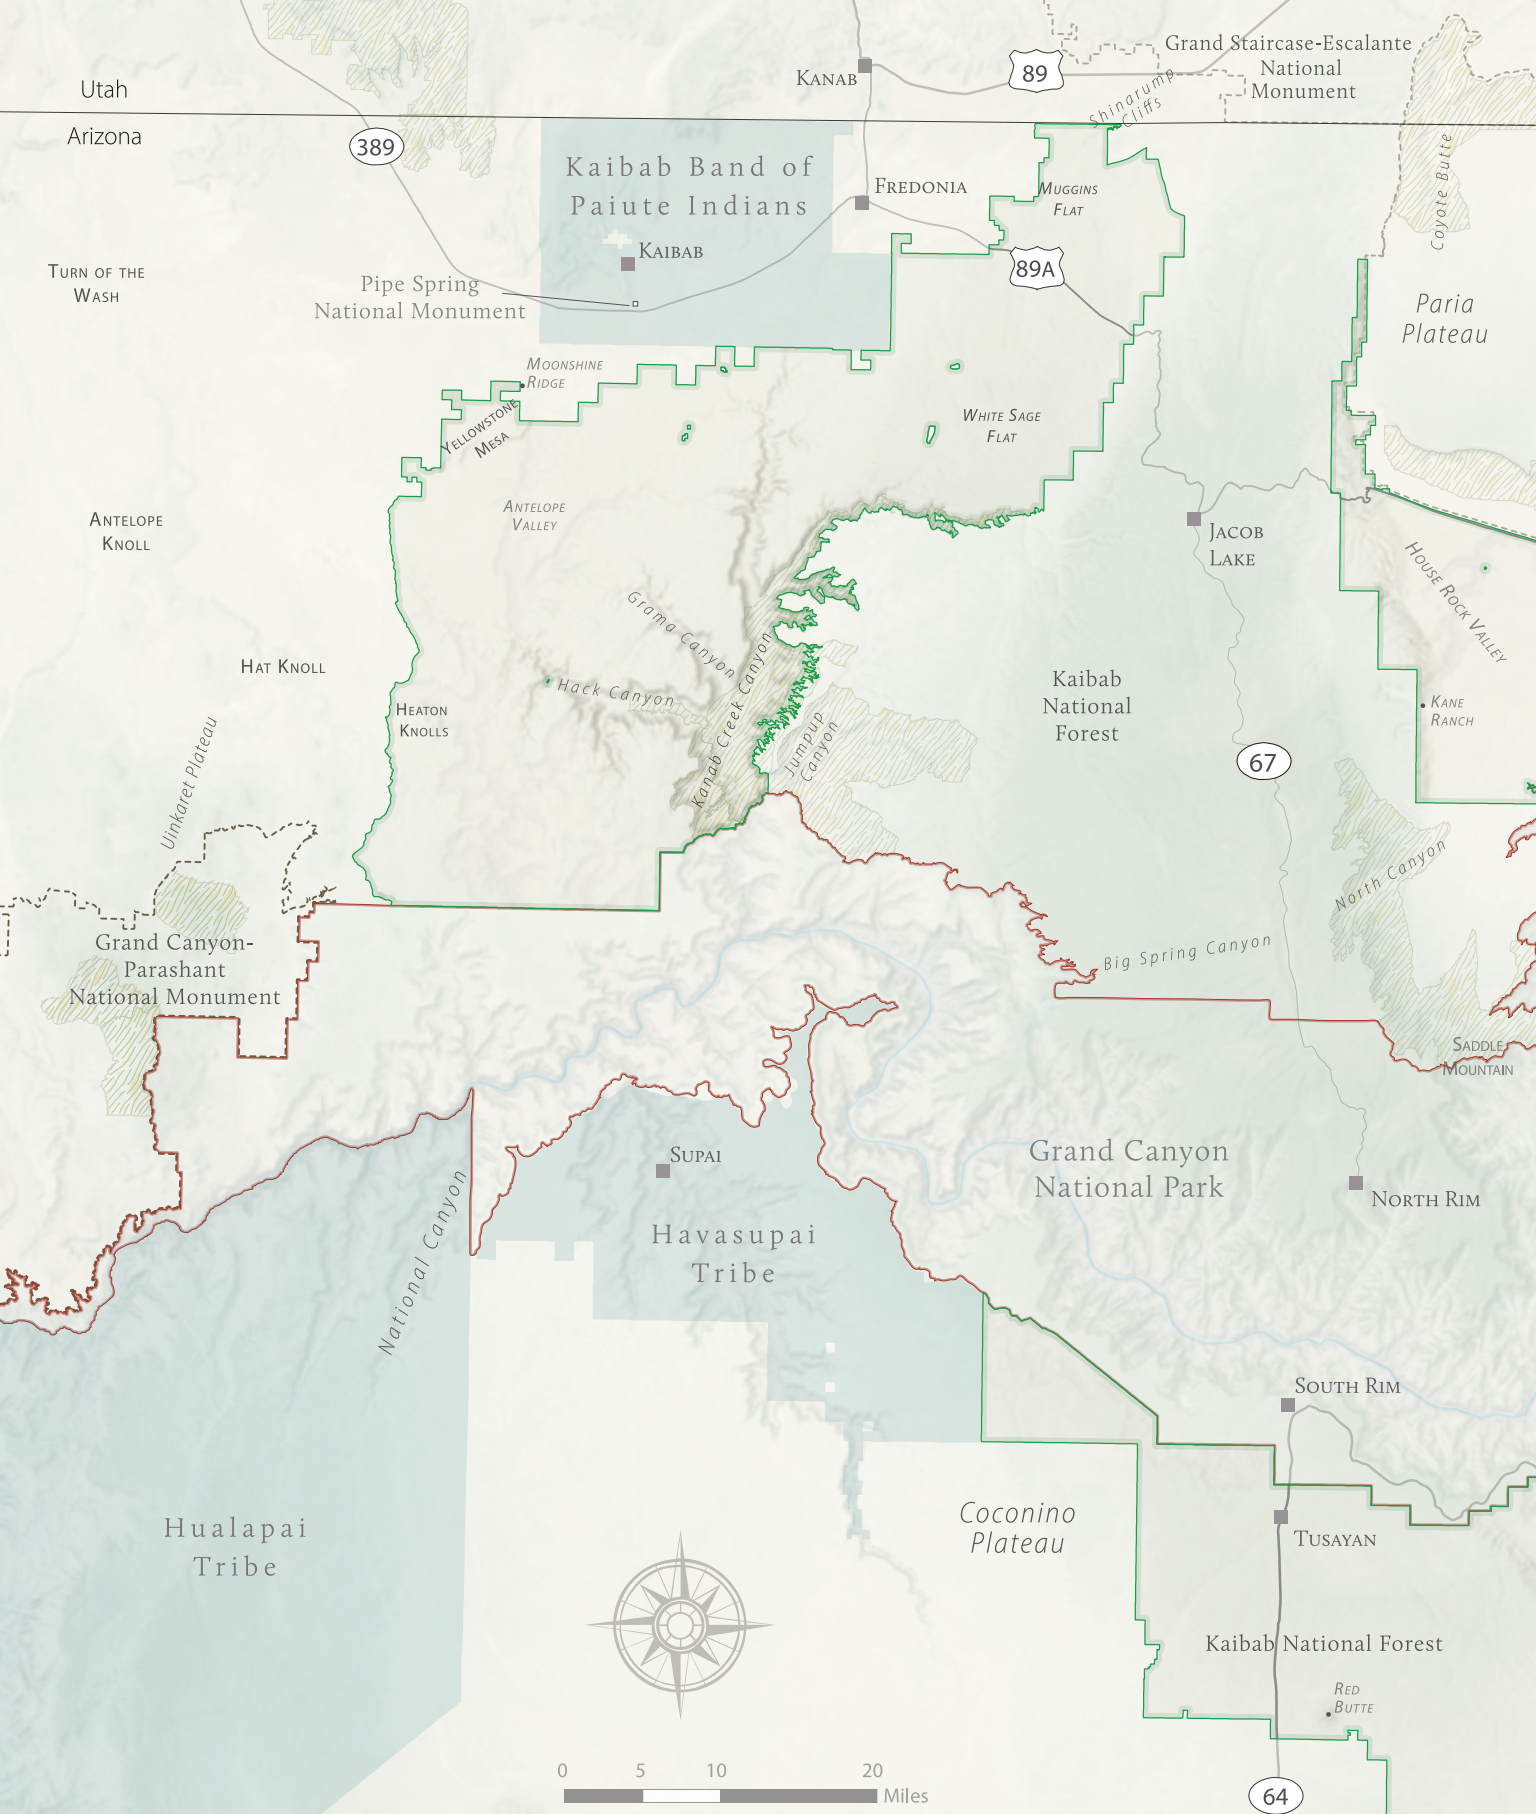 Grand Staircase-Escalante
National
Monument
Kanab
89
Utah
Shinarump
Cliffs
Arizona
389
Coyote Butte
Kaibab Band of
Paiute Indians
Fredonia
Muggins
Flat
Kaibab
89A
Turn of the
Wash
Pipe Spring
National Monument
Paria
Plateau
Moonshine
Ridge
Yellowstone
Mesa
White Sage
Flat
Antelope
Valley
Antelope
Knoll
Jacob
Lake
House Rock Valley
Grama Canyon
Hat Knoll
Hack Canyon
Kanab Creek Canyon
Kaibab
National
Forest
Heaton
Knolls
Kane
Ranch
Jumpup
Canyon
Uinkaret Plateau
67
North Canyon
Grand Canyon-
Parashant
National Monument
Big Spring Canyon
Saddle
Mountain
Supai
Grand Canyon
National Park
North Rim
National Canyon
Havasupai
Tribe
South Rim
Hualapai
Tribe
Coconino
Plateau
Tusayan
Kaibab National Forest
Red
Butte
0 5 10 20
Miles
64